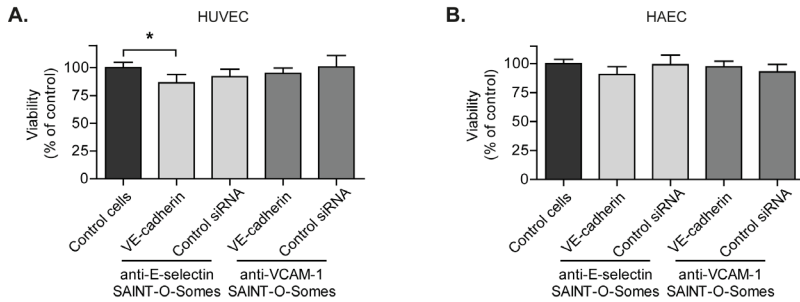 A.
HUVEC
*
Viability
(% of control)
100
75
50
25
0
Control cells
VE-cadherin
Control siRNA
VE-cadherin
Control siRNA
anti-E-selectin
SAINT-O-Somes
anti-VCAM-1
SAINT-O-Somes
B.
HAEC
Viability
(% of control)
100
75
50
25
0
Control cells
VE-cadherin
Control siRNA
VE-cadherin
Control siRNA
anti-E-selectin
SAINT-O-Somes
anti-VCAM-1
SAINT-O-Somes